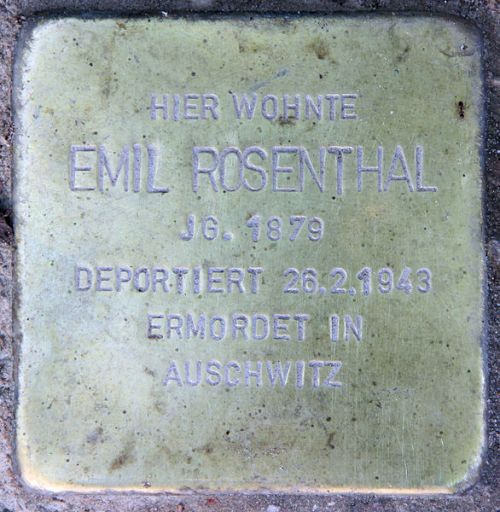 HIER WOHNTE
EMIL ROSENTHAL
JG. 1879
DEPORTIERT 26.2.1943
ERMORDET IN
AUSCHWITZ